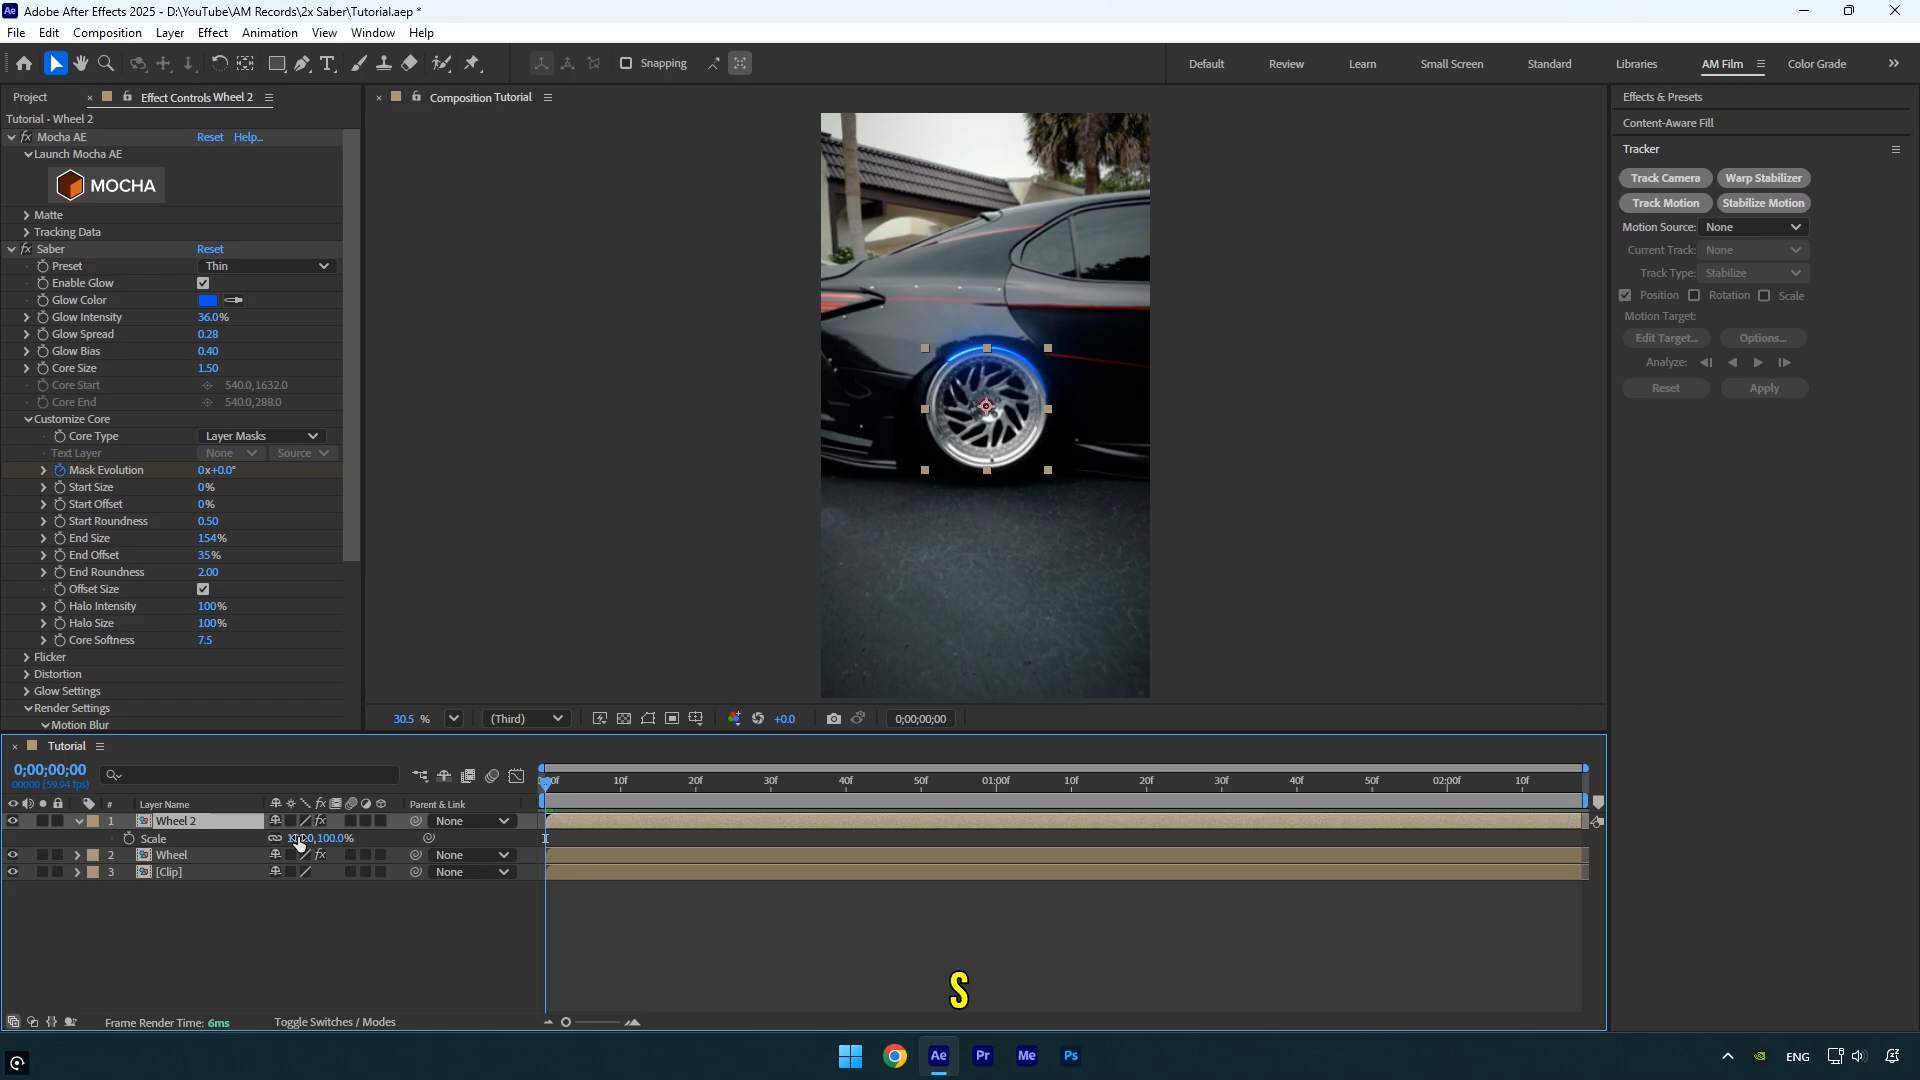 Adobe After Effects 2025 - D:\YouTube\AM Records\2x Saber\Tutorial.aep *
File Edit Composition Layer Effect Animation View Window Help
Snapping
Default Review Learn Small Screen Standard Libraries AM Film Color Grade
Project Effect Controls Wheel 2
Tutorial • Wheel 2
Mocha AE Reset Help...
Launch Mocha AE
MOCHA
Matte
Tracking Data
Saber Reset
Preset Thin
Enable Glow
Glow Color
Glow Intensity 36.0%
Glow Spread 0.28
Glow Bias 0.40
Core Size 1.50
Core Start 540.0,1632.0
Core End 540.0,288.0
Customize Core
Core Type Layer Masks
Text Layer None Source
Mask Evolution 0x+0.0°
Start Size 0%
Start Offset 0%
Start Roundness 0.50
End Size 154%
End Offset 35%
End Roundness 2.00
Offset Size
Halo Intensity 100%
Halo Size 100%
Core Softness 7.5
Flicker
Distortion
Glow Settings
Render Settings
Motion Blur
Composition Tutorial
30.5 % (Third) +0.0 0;00;00;00
Effects & Presets
Content-Aware Fill
Tracker
Track Camera Warp Stabilizer
Track Motion Stabilize Motion
Motion Source: None
Current Track: None
Track Type: Stabilize
Position Rotation Scale
Motion Target:
Edit Target... Options...
Analyze:
Reset Apply
Tutorial
0;00;00;00
00000 (59.94 fps)
10f 20f 30f 40f 50f 01:00f 10f 20f 30f 40f 50f 02:00f 10f
# Layer Name Parent & Link
1 Wheel 2 fx None
Scale 100.0%
2 Wheel fx None
3 [Clip] None
S
Frame Render Time: 6ms Toggle Switches / Modes
Ae Pr Me Ps
ENG